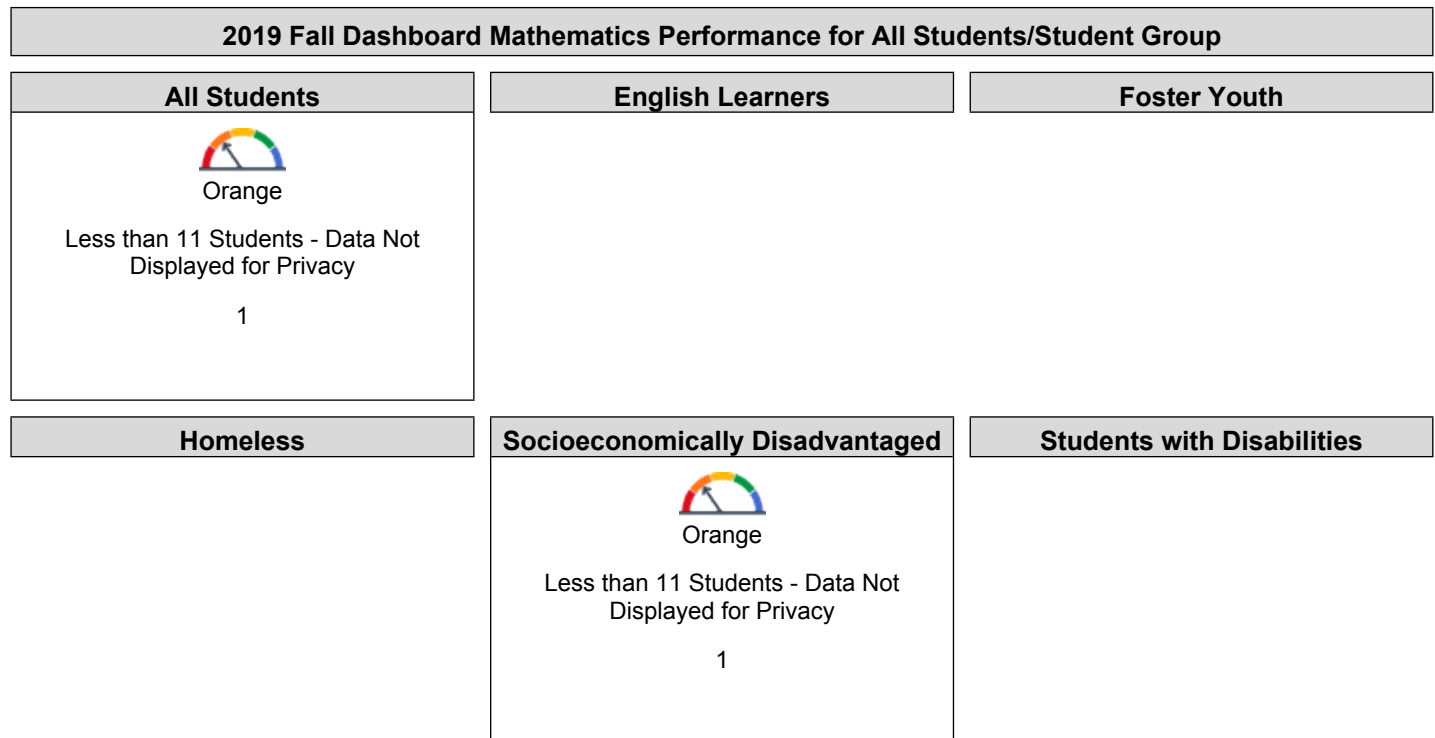 2019 Fall Dashboard Mathematics Performance for All Students/Student Group
All Students
English Learners
Foster Youth
Orange
Less than 11 Students - Data Not
Displayed for Privacy
1
Homeless
Socioeconomically Disadvantaged
Students with Disabilities
Orange
Less than 11 Students - Data Not
Displayed for Privacy
1